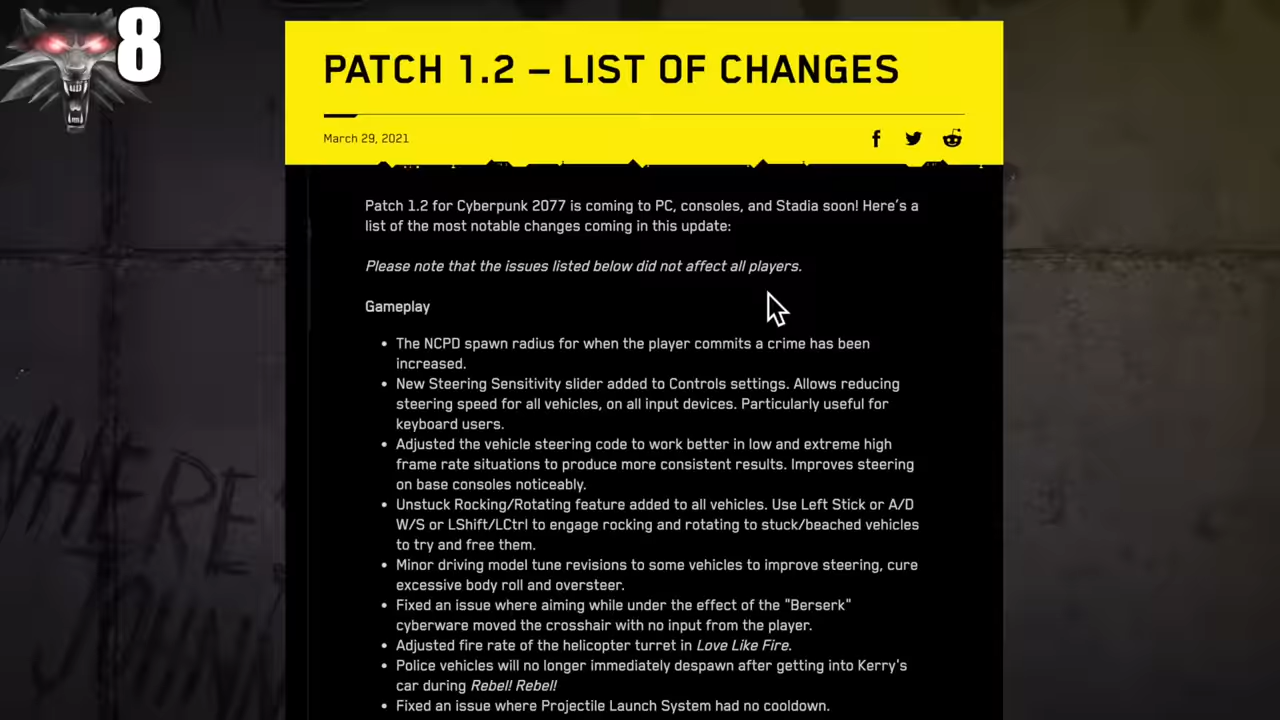 8
PATCH 1.2 – LIST OF CHANGES
March 29, 2021
Patch 1.2 for Cyberpunk 2077 is coming to PC, consoles, and Stadia soon! Here's a
list of the most notable changes coming in this update:
Please note that the issues listed below did not affect all players.
Gameplay
• The NCPD spawn radius for when the player commits a crime has been
increased.
• New Steering Sensitivity slider added to Controls settings. Allows reducing
steering speed for all vehicles, on all input devices. Particularly useful for
keyboard users.
• Adjusted the vehicle steering code to work better in low and extreme high
frame rate situations to produce more consistent results. Improves steering
on base consoles noticeably.
• Unstuck Rocking/Rotating feature added to all vehicles. Use Left Stick or A/D
W/S or LShift/LCtrl to engage rocking and rotating to stuck/beached vehicles
to try and free them.
• Minor driving model tune revisions to some vehicles to improve steering, cure
excessive body roll and oversteer.
• Fixed an issue where aiming while under the effect of the "Berserk"
cyberware moved the crosshair with no input from the player.
• Adjusted fire rate of the helicopter turret in Love Like Fire.
• Police vehicles will no longer immediately despawn after getting into Kerry's
car during Rebel! Rebel!
• Fixed an issue where Projectile Launch System had no cooldown.
WHERE
JOHNN